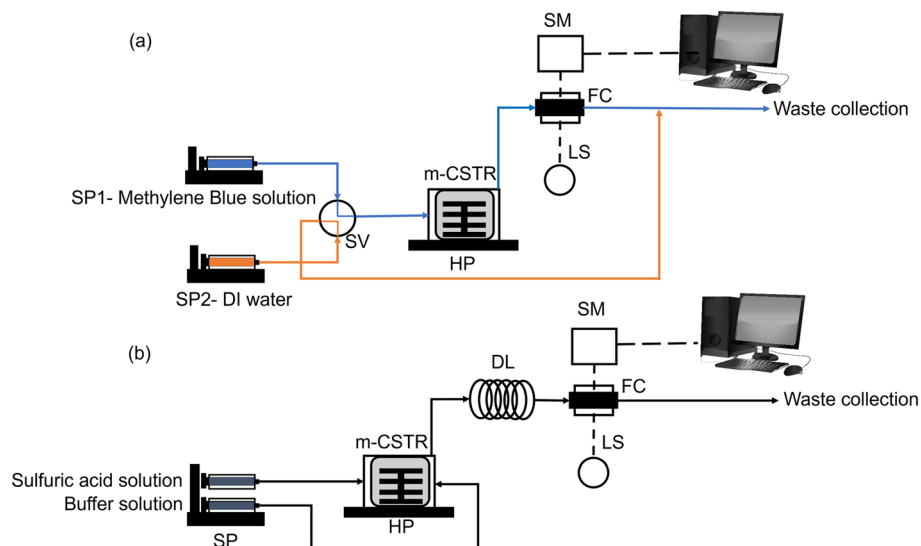 (a)
SM
FC
Waste collection
LS
m-CSTR
SP1- Methylene Blue solution
SV
HP
SP2- DI water
(b)
SM
DL
FC
Waste collection
LS
m-CSTR
Sulfuric acid solution
Buffer solution
HP
SP